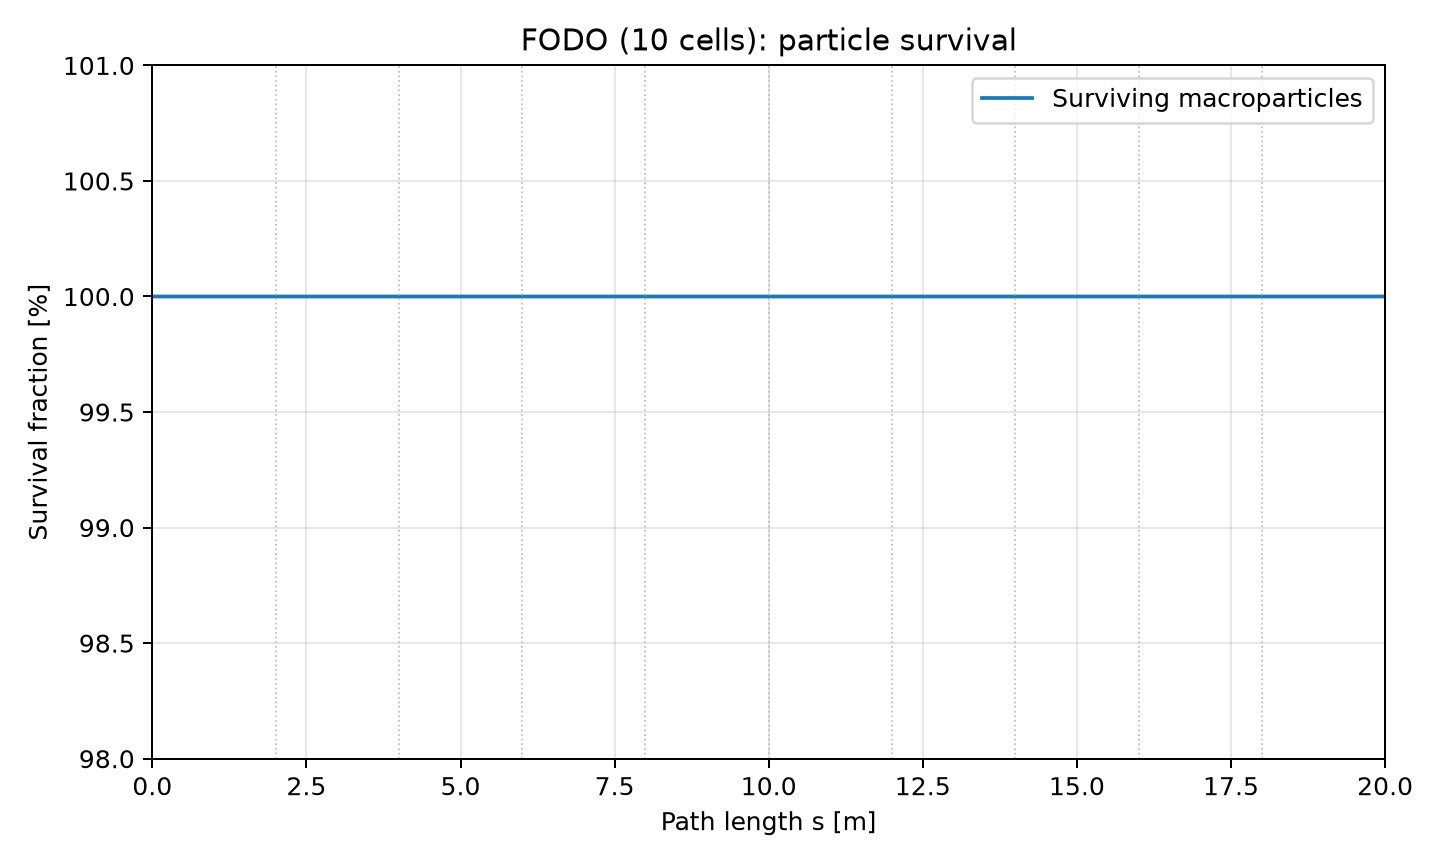 FODO (10 cells): particle survival
Surviving macroparticles
Survival fraction [%]
101.0
100.5
100.0
99.5
99.0
98.5
98.0
0.0 2.5 5.0 7.5 10.0 12.5 15.0 17.5 20.0
Path length s [m]